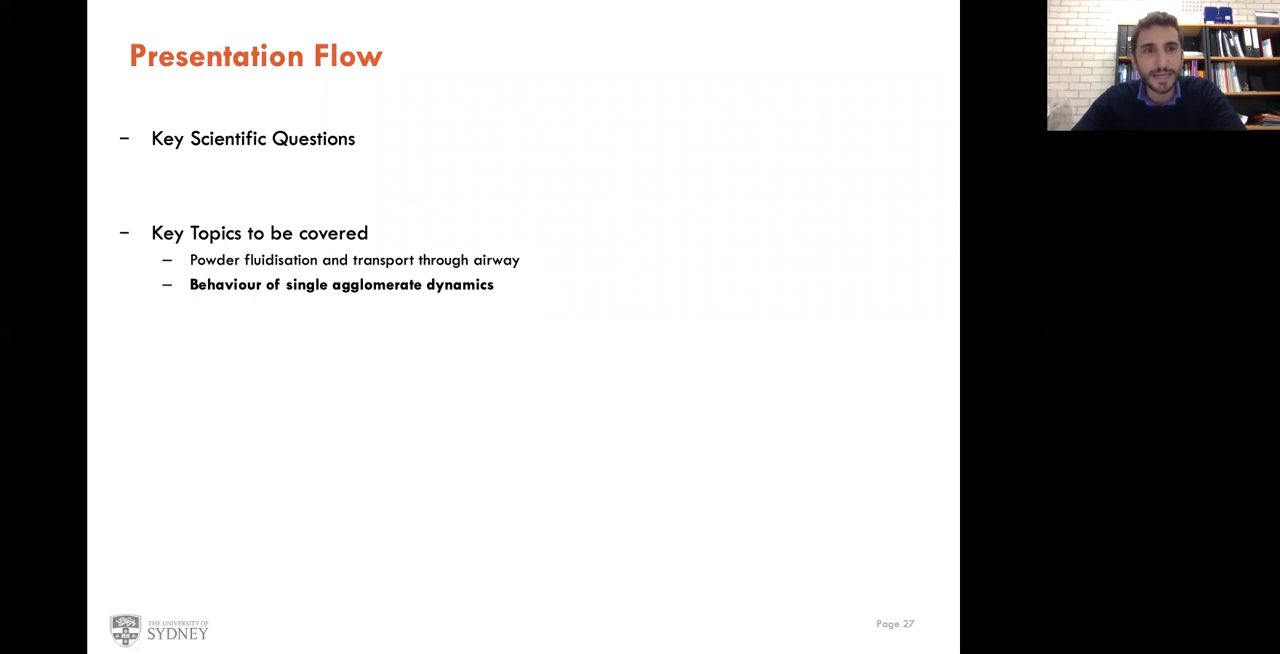 Presentation Flow
– Key Scientific Questions
– Key Topics to be covered
– Powder fluidisation and transport through airway
– Behaviour of single agglomerate dynamics
THE UNIVERSITY OF
SYDNEY
Page 27